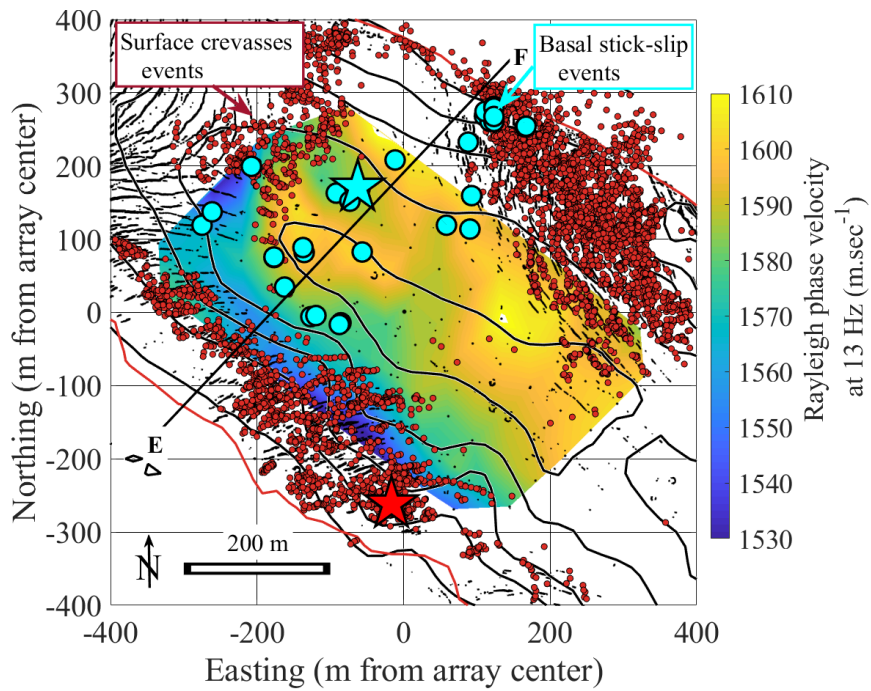 400
300
200
100
0
-100
-200
-300
-400
-400
-200
0
200
400
Northing (m from array center)
Easting (m from array center)
Surface crevasses
events
Basal stick-slip
events
F
E
N
200 m
1610
1600
1590
1580
1570
1560
1550
1540
1530
Rayleigh phase velocity
at 13 Hz (m.sec⁻¹)